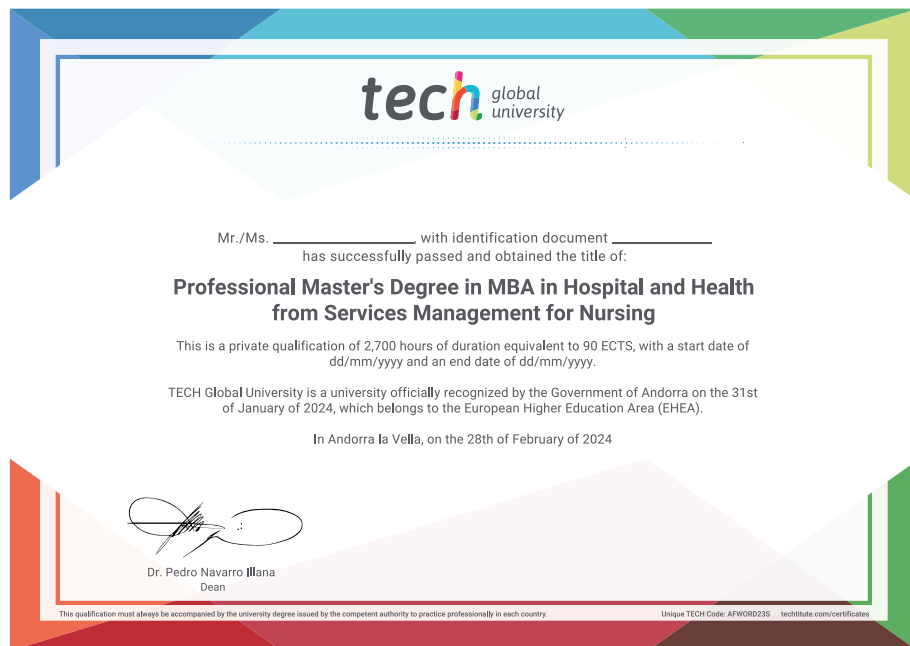 tech global
university
Mr./Ms. ____________, with identification document ____________
has successfully passed and obtained the title of:
Professional Master's Degree in MBA in Hospital and Health
from Services Management for Nursing
This is a private qualification of 2,700 hours of duration equivalent to 90 ECTS, with a start date of
dd/mm/yyyy and an end date of dd/mm/yyyy.
TECH Global University is a university officially recognized by the Government of Andorra on the 31st
of January of 2024, which belongs to the European Higher Education Area (EHEA).
In Andorra la Vella, on the 28th of February of 2024
Dr. Pedro Navarro Illana
Dean
This qualification must always be accompanied by the university degree issued by the competent authority to practice professionally in each country.
Unique TECH Code: AFWORD23S techtitute.com/certificates